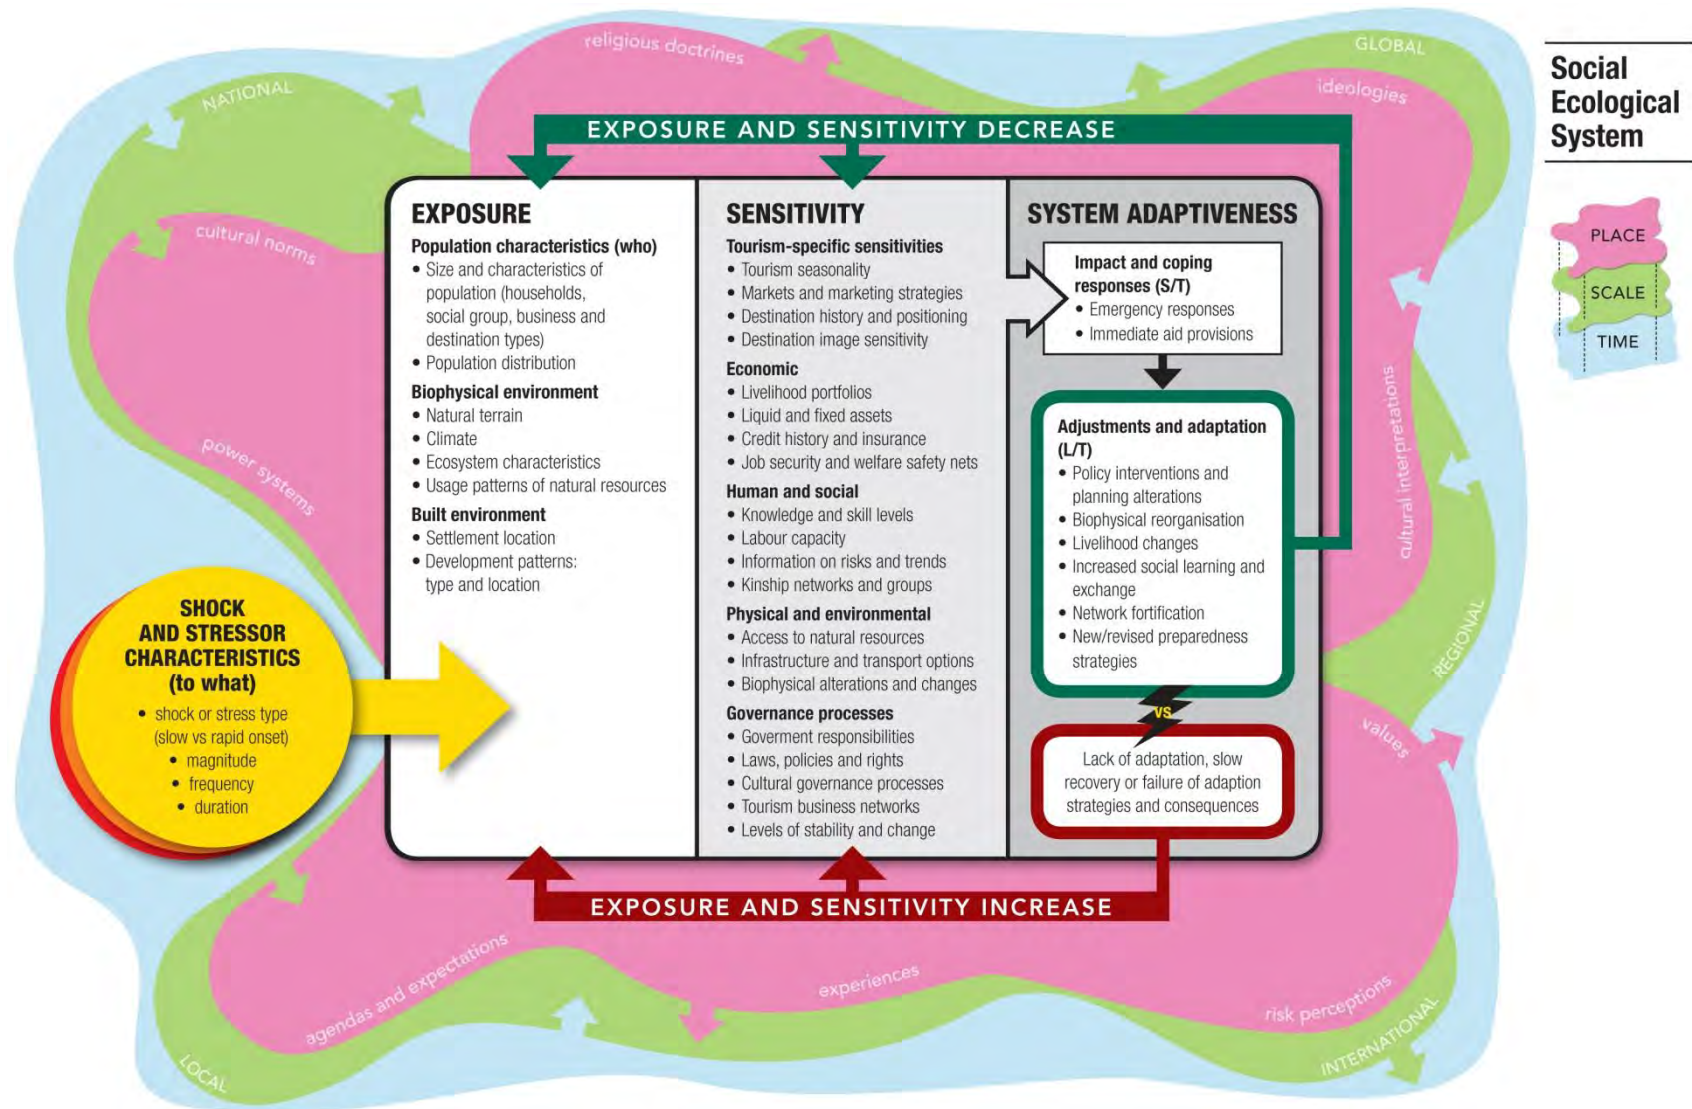 religious doctrines
GLOBAL
ideologies
NATIONAL
cultural norms
power systems
EXPOSURE AND SENSITIVITY DECREASE
EXPOSURE
Population characteristics (who)
• Size and characteristics of
population (households,
social group, business and
destination types)
• Population distribution
Biophysical environment
• Natural terrain
• Climate
• Ecosystem characteristics
• Usage patterns of natural resources
Built environment
• Settlement location
• Development patterns:
type and location
SENSITIVITY
Tourism-specific sensitivities
• Tourism seasonality
• Markets and marketing strategies
• Destination history and positioning
• Destination image sensitivity
Economic
• Livelihood portfolios
• Liquid and fixed assets
• Credit history and insurance
• Job security and welfare safety nets
Human and social
• Knowledge and skill levels
• Labour capacity
• Information on risks and trends
• Kinship networks and groups
Physical and environmental
• Access to natural resources
• Infrastructure and transport options
• Biophysical alterations and changes
Governance processes
• Goverment responsibilities
• Laws, policies and rights
• Cultural governance processes
• Tourism business networks
• Levels of stability and change
SYSTEM ADAPTIVENESS
Impact and coping
responses (S/T)
• Emergency responses
• Immediate aid provisions
Adjustments and adaptation
(L/T)
• Policy interventions and
planning alterations
• Biophysical reorganisation
• Livelihood changes
• Increased social learning and
exchange
• Network fortification
• New/revised preparedness
strategies
vs
Lack of adaptation, slow
recovery or failure of adaption
strategies and consequences
EXPOSURE AND SENSITIVITY INCREASE
SHOCK
AND STRESSOR
CHARACTERISTICS
(to what)
• shock or stress type
(slow vs rapid onset)
• magnitude
• frequency
• duration
cultural interpretations
REGIONAL
values
risk perceptions
INTERNATIONAL
experiences
agendas and expectations
LOCAL
Social
Ecological
System
PLACE
SCALE
TIME